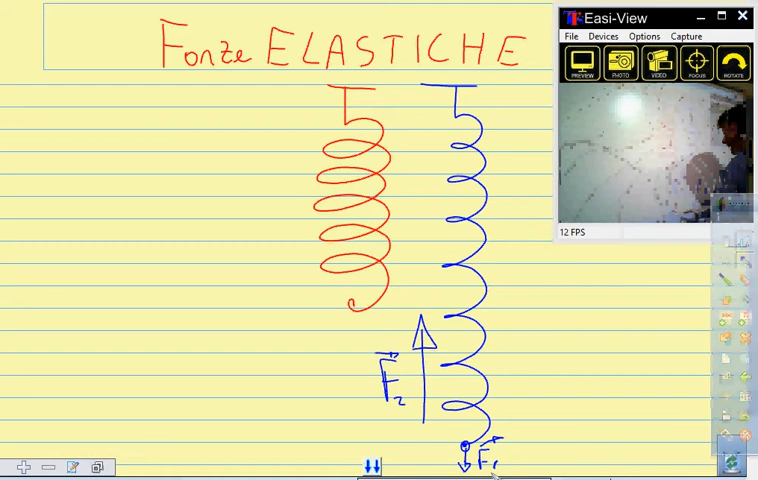 Forze ELASTICHE
Easi-View
File Devices Options Capture
PREVIEW PHOTO VIDEO FOCUS ROTATE
12 FPS
F₂
F₁